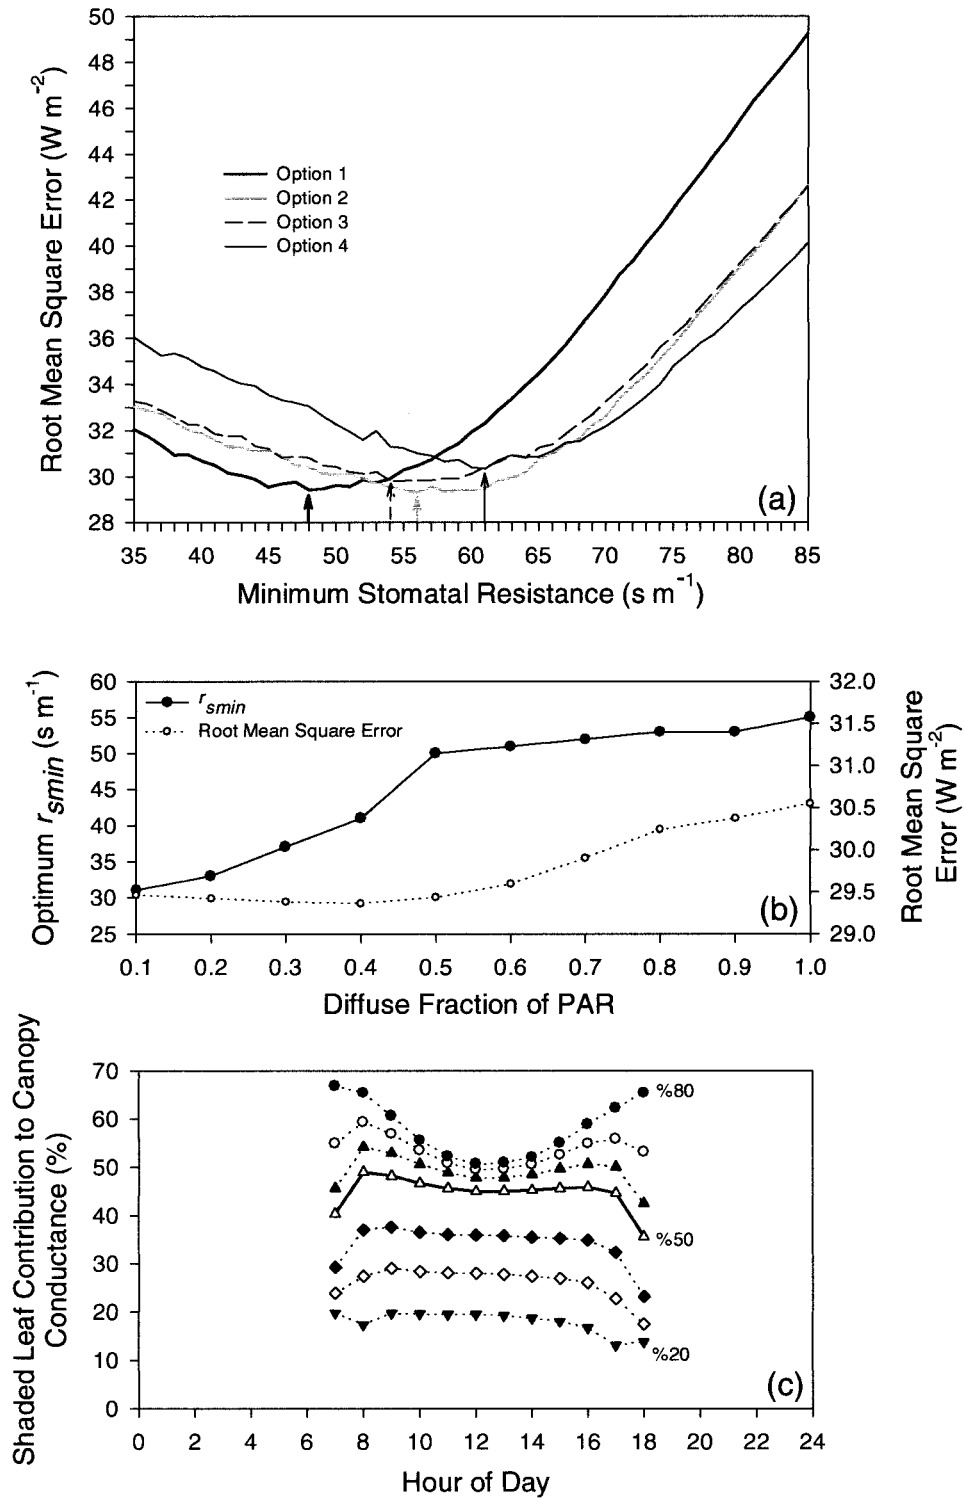 50
48
46
44
42
40
38
36
34
32
30
28
Root Mean Square Error (W m-2)
Option 1
Option 2
Option 3
Option 4
(a)
35 40 45 50 55 60 65 70 75 80 85
Minimum Stomatal Resistance (s m-1)
60
55
50
45
40
35
30
25
Optimum rsmin (s m-1)
rsmin
Root Mean Square Error
32.0
31.5
31.0
30.5
30.0
29.5
29.0
Root Mean Square
Error (W m-2)
(b)
0.1 0.2 0.3 0.4 0.5 0.6 0.7 0.8 0.9 1.0
Diffuse Fraction of PAR
70
60
50
40
30
20
10
0
Shaded Leaf Contribution to Canopy
Conductance (%)
%80
%50
%20
(c)
0 2 4 6 8 10 12 14 16 18 20 22 24
Hour of Day